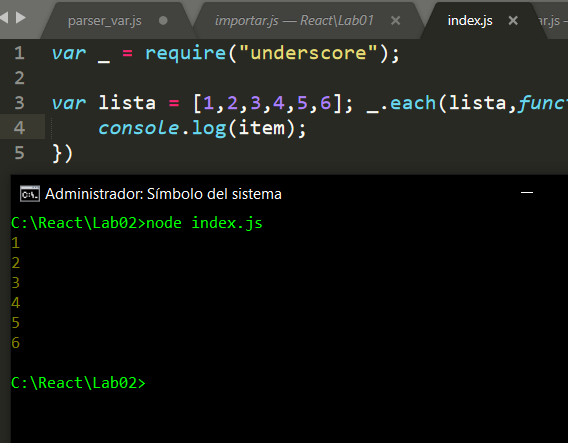 parser_var.js importar.js — React\Lab01 index.js ar.js —
1 var _ = require("underscore");
2
3 var lista = [1,2,3,4,5,6]; _.each(lista,funct
4 console.log(item);
5 })
Administrador: Símbolo del sistema
C:\React\Lab02>node index.js
1
2
3
4
5
6
C:\React\Lab02>